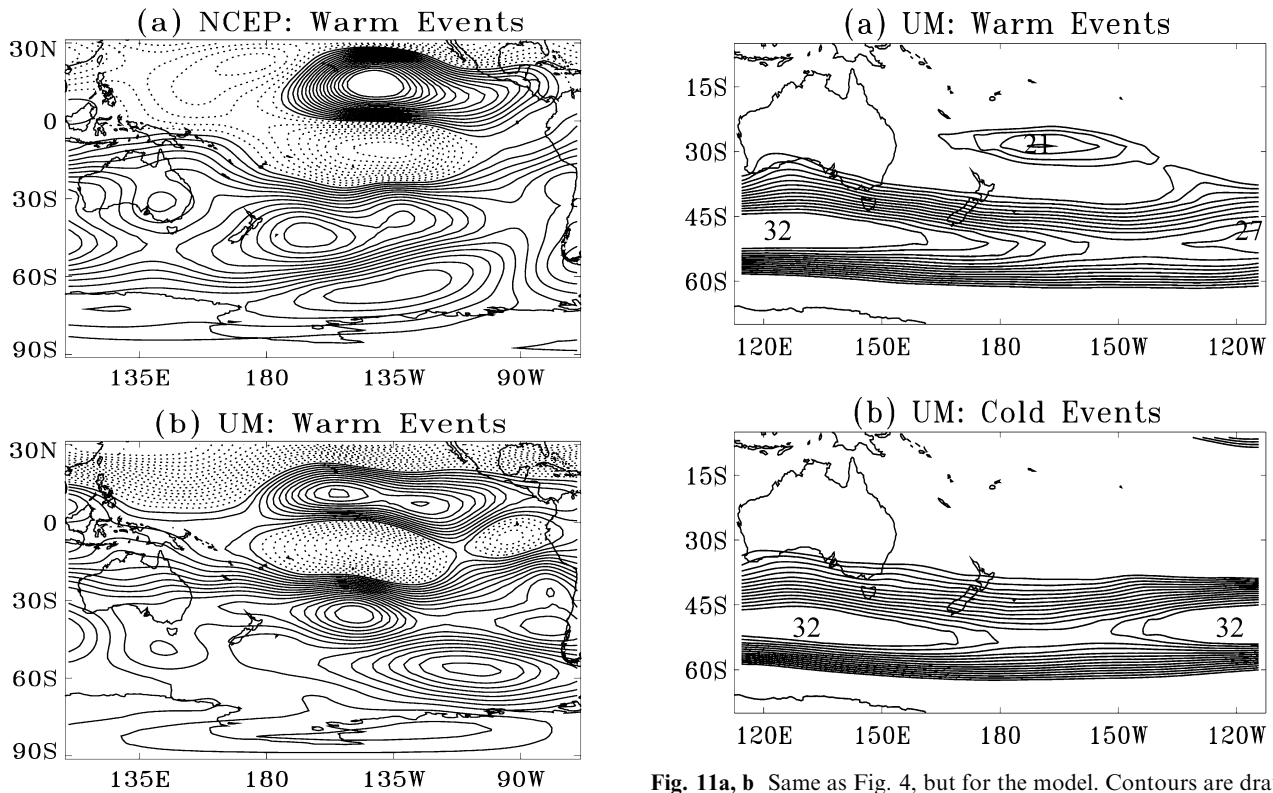 (a) NCEP: Warm Events
30N
0
30S
60S
90S
135E 180 135W 90W
(b) UM: Warm Events
30N
0
30S
60S
90S
135E 180 135W 90W
(a) UM: Warm Events
15S
30S
45S
60S
21
32
27
120E 150E 180 150W 120W
(b) UM: Cold Events
15S
30S
45S
60S
32 32
120E 150E 180 150W 120W
Fig. 11a, b Same as Fig. 4, but for the model. Contours are dra